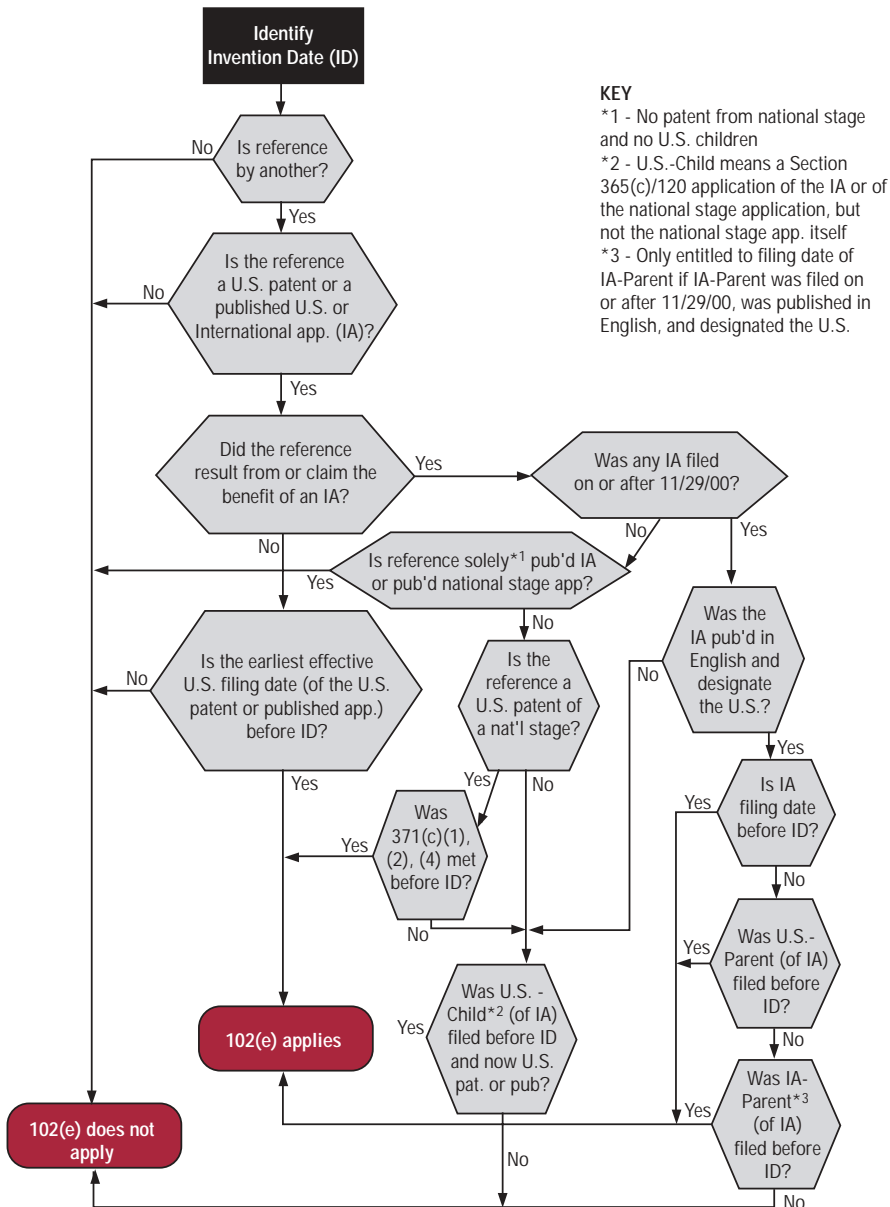 Identify
Invention Date (ID)
KEY
*1 - No patent from national stage
and no U.S. children
*2 - U.S.-Child means a Section
365(c)/120 application of the IA or of
the national stage application, but
not the national stage app. itself
*3 - Only entitled to filing date of
IA-Parent if IA-Parent was filed on
or after 11/29/00, was published in
English, and designated the U.S.
No
Is reference
by another?
Yes
No
Is the reference
a U.S. patent or a
published U.S. or
International app. (IA)?
Yes
Did the reference
result from or claim the
benefit of an IA?
Yes
Was any IA filed
on or after 11/29/00?
No
No
Yes
Yes
Is reference solely*1 pub'd IA
or pub'd national stage app?
No
Was the
IA pub'd in
English and
designate
the U.S.?
No
Yes
No
Is the earliest effective
U.S. filing date (of the U.S.
patent or published app.)
before ID?
Yes
Is the
reference a
U.S. patent of
a nat'l stage?
Yes
No
Yes
Is IA
filing date
before ID?
No
Yes
Was
371(c)(1),
(2), (4) met
before ID?
No
Yes
Was U.S.-
Parent (of IA)
filed before
ID?
No
Yes
Was U.S. -
Child*2 (of IA)
filed before ID
and now U.S.
pat. or pub?
No
102(e) applies
Yes
Was IA-
Parent*3
(of IA)
filed before
ID?
No
102(e) does not
apply